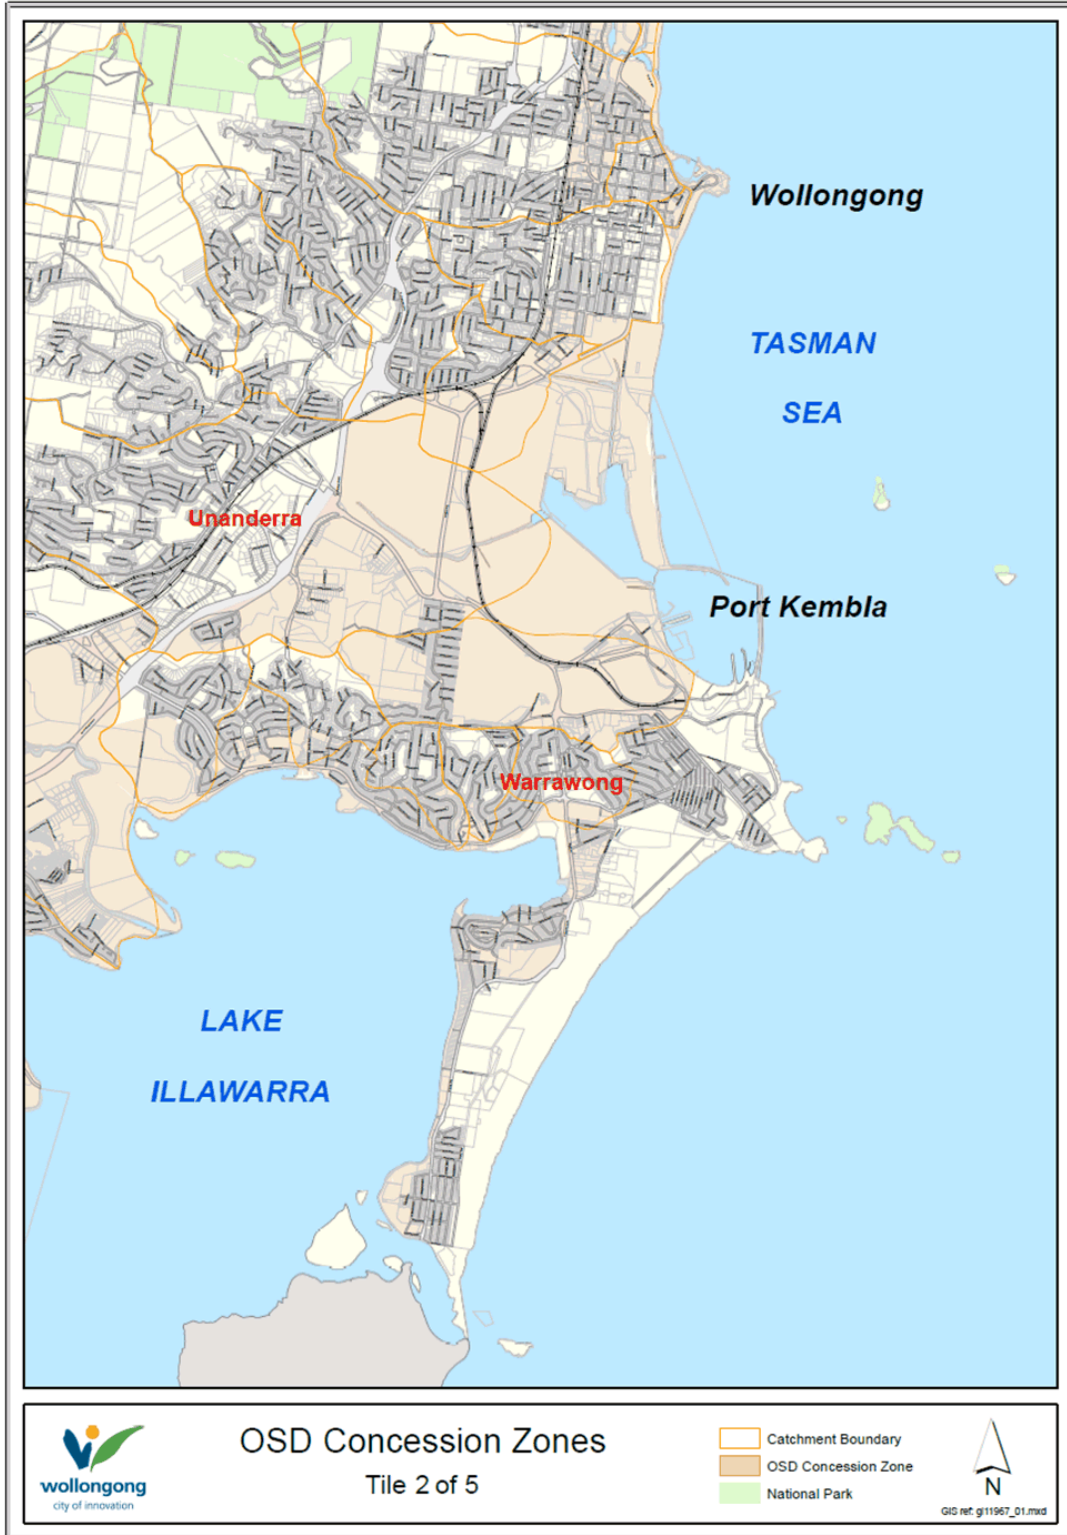 Wollongong
TASMAN
SEA
Unanderra
Port Kembla
Warrawong
LAKE
ILLAWARRA
wollongong
city of innovation
OSD Concession Zones
Tile 2 of 5
Catchment Boundary
OSD Concession Zone
National Park
N
GIS ref: gl11967_01.mxd